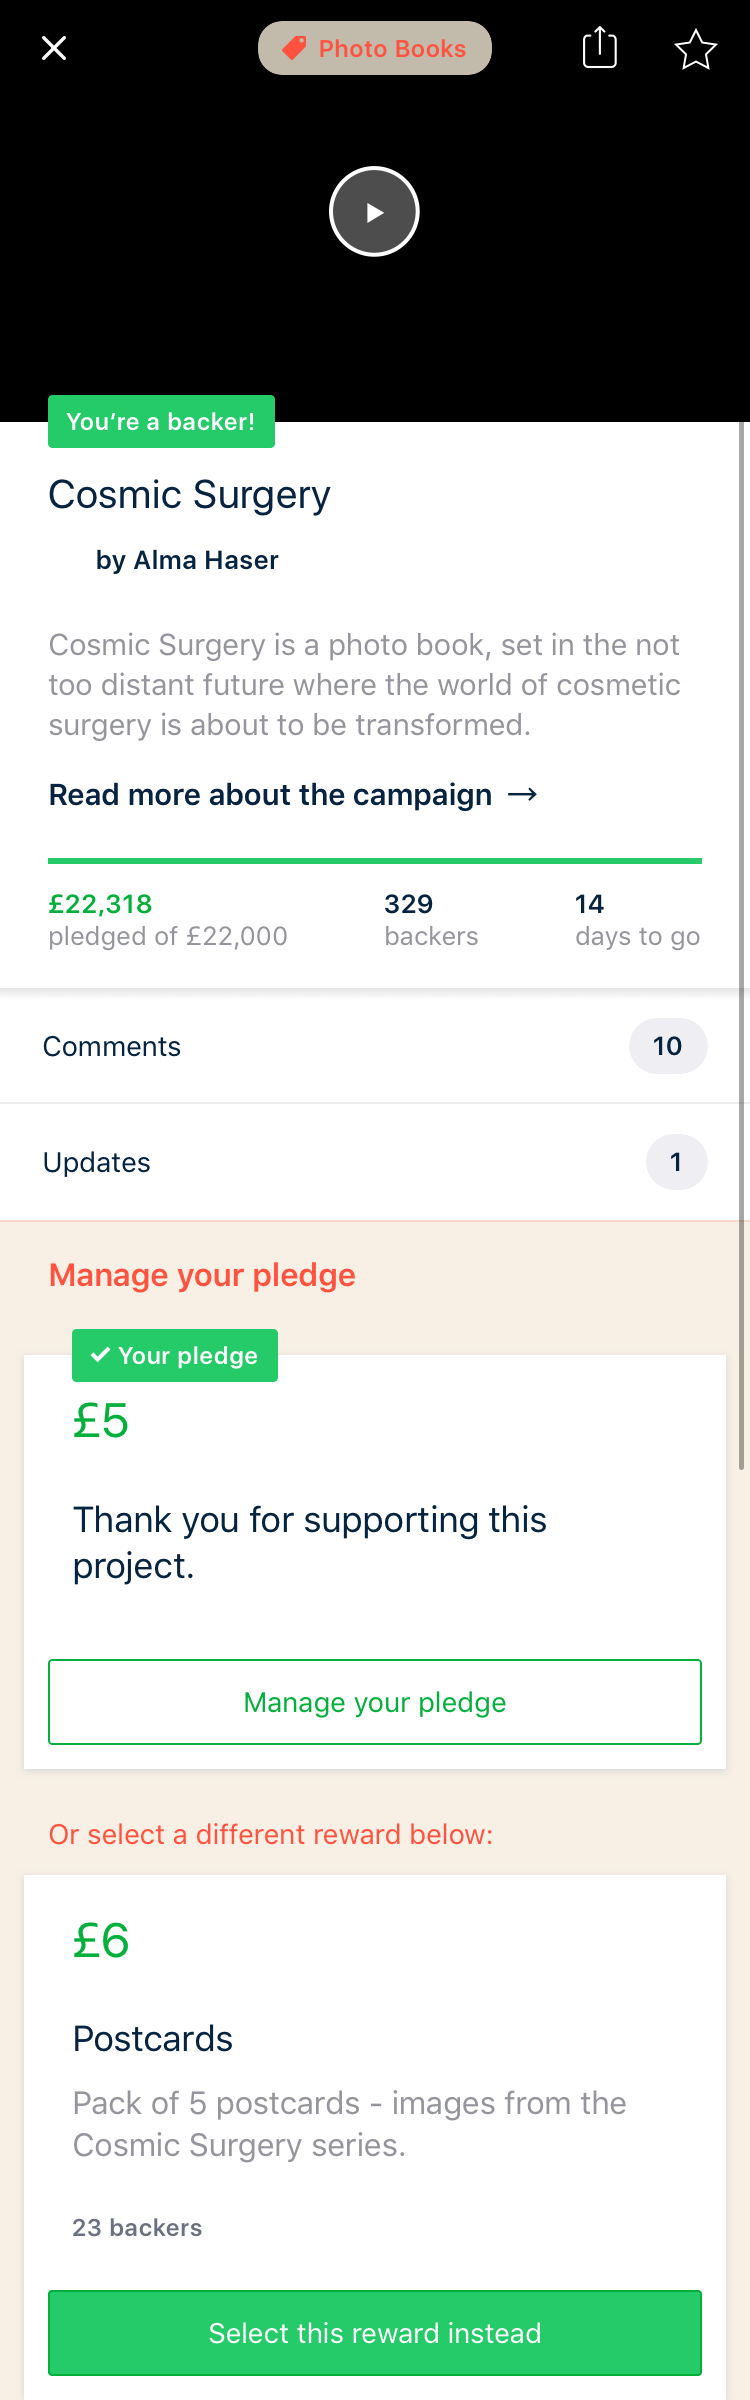 Photo Books
You’re a backer!
Cosmic Surgery
by Alma Haser
Cosmic Surgery is a photo book, set in the not
too distant future where the world of cosmetic
surgery is about to be transformed.
Read more about the campaign →
£22,318
pledged of £22,000
329
backers
14
days to go
Comments
10
Updates
1
Manage your pledge
Your pledge
£5
Thank you for supporting this
project.
Manage your pledge
Or select a different reward below:
£6
Postcards
Pack of 5 postcards - images from the
Cosmic Surgery series.
23 backers
Select this reward instead